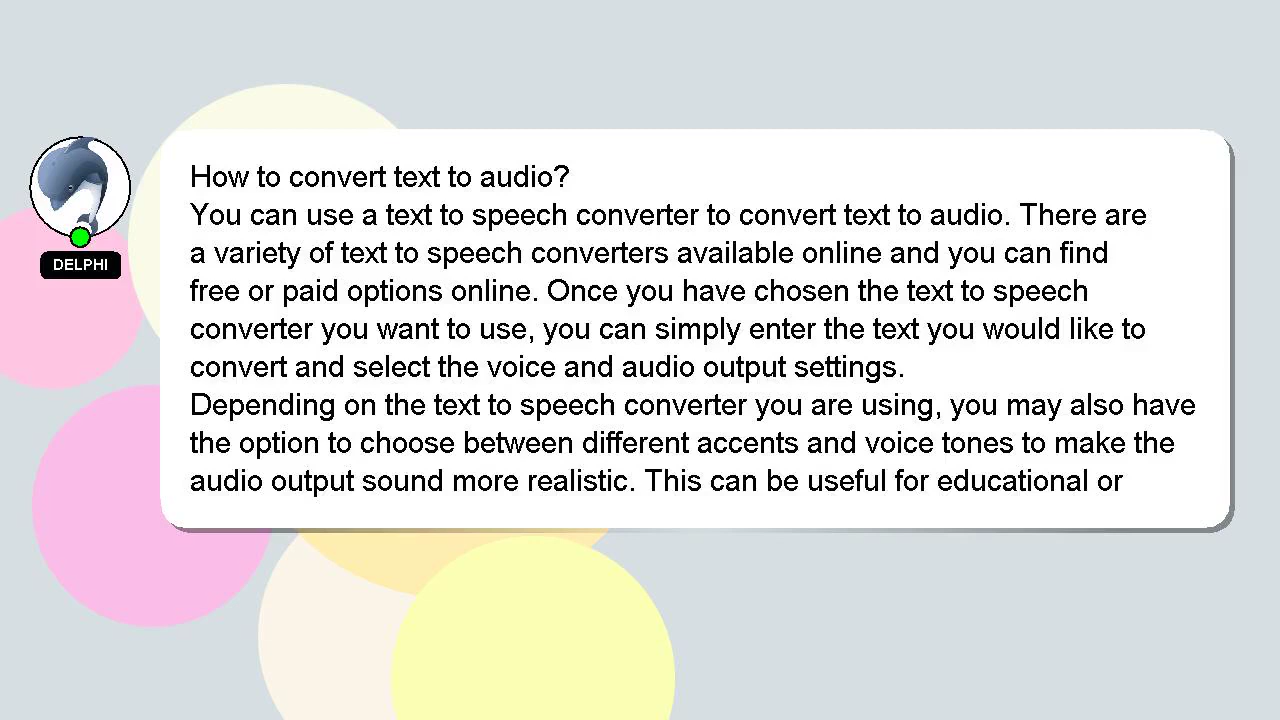 DELPHI
How to convert text to audio?
You can use a text to speech converter to convert text to audio. There are
a variety of text to speech converters available online and you can find
free or paid options online. Once you have chosen the text to speech
converter you want to use, you can simply enter the text you would like to
convert and select the voice and audio output settings.
Depending on the text to speech converter you are using, you may also have
the option to choose between different accents and voice tones to make the
audio output sound more realistic. This can be useful for educational or